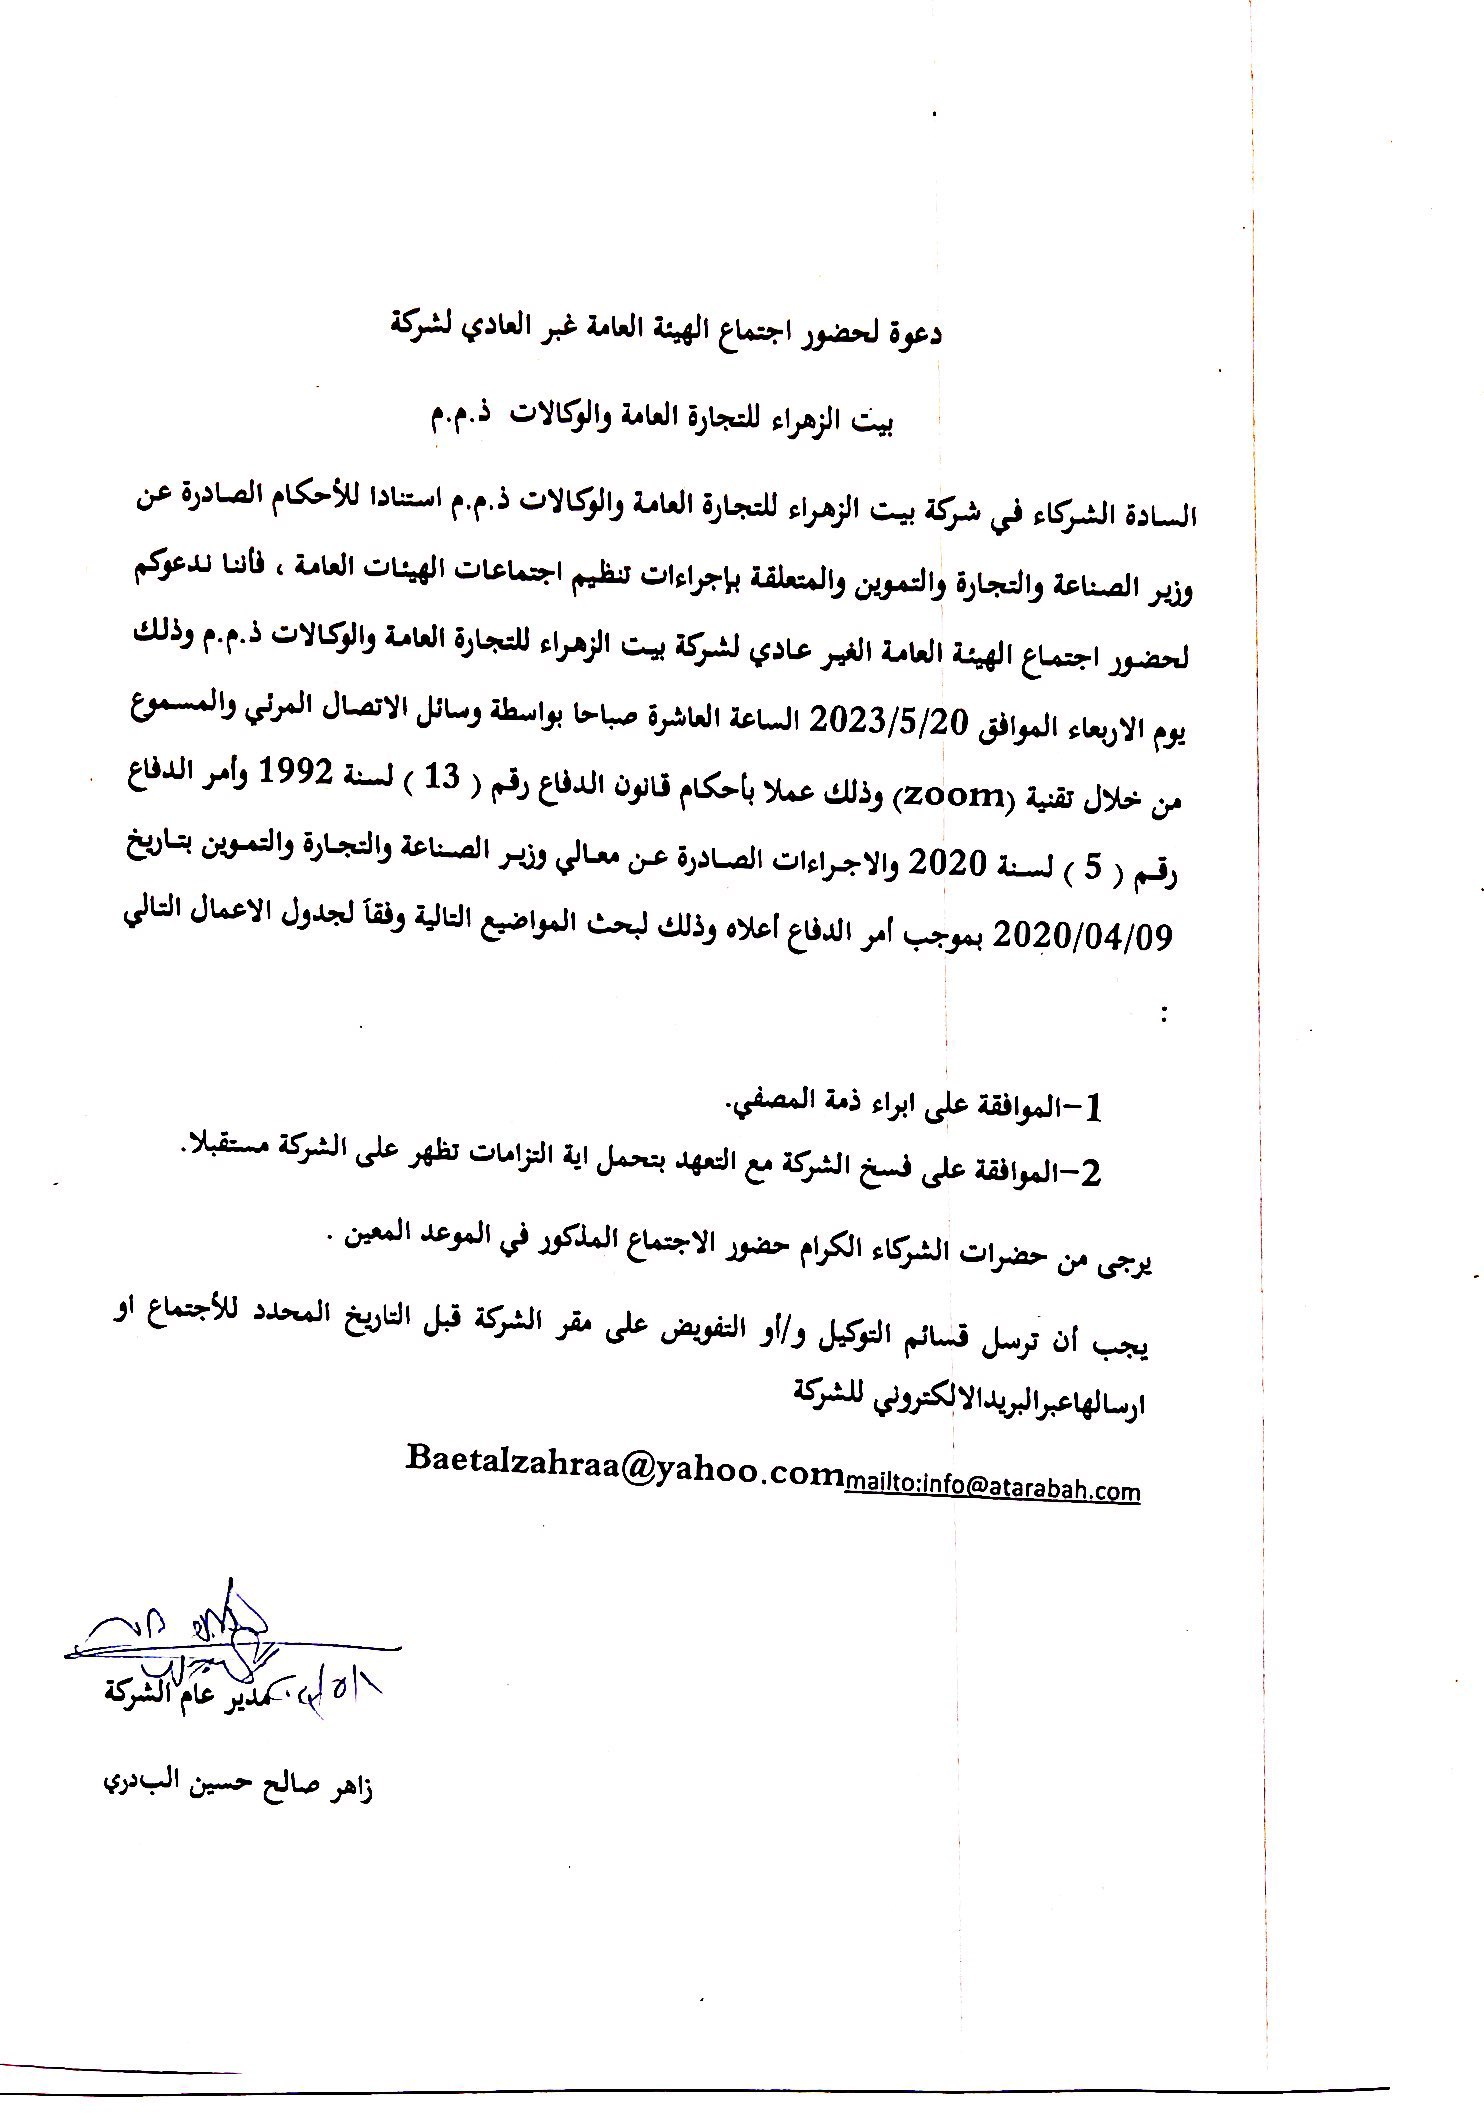 دعوة لحضور اجتماع الهيئة العامة غبر العادي لشركة
بيت الزهراء للتجارة العامة والوكالات ذ.م.م
السادة الشركاء في شركة بيت الزهراء للتجارة العامة والوكالات ذ.م.م استنادا للأحكام الصادرة عن
وزير الصناعة والتجارة والتموين والمتعلقة بإجراءات تنظيم اجتماعات الهيئات العامة ، فأننا ندعوكم
لحضور اجتماع الهيئة العامة الغير عادي لشركة بيت الزهراء للتجارة العامة والوكالات ذ.م.م وذلك
يوم الاربعاء الموافق 2023/5/20 الساعة العاشرة صباحا بواسطة وسائل الاتصال المرئي والمسموع
من خلال تقنية (zoom) وذلك عملا بأحكام قانون الدفاع رقم ( 13 ) لسنة 1992 وأمر الدفاع
رقم ( 5 ) لسنة 2020 والاجراءات الصادرة عن معالي وزير الصناعة والتجارة والتموين بتاريخ
2020/04/09 بموجب أمر الدفاع أعلاه وذلك لبحث المواضيع التالية وفقاً لجدول الاعمال التالي
:
1-الموافقة على ابراء ذمة المصفي.
2-الموافقة على فسخ الشركة مع التعهد بتحمل اية التزامات تظهر على الشركة مستقبلا.
يرجى من حضرات الشركاء الكرام حضور الاجتماع المذكور في الموعد المعين .
يجب أن ترسل قسائم التوكيل و/أو التفويض على مقر الشركة قبل التاريخ المحدد للأجتماع او
ارسالهاعبرالبريدالالكتروني للشركة
Baetalzahraa@yahoo.commailto:info@atarabah.com
مدير عام الشركة
زاهر صالح حسين البدري